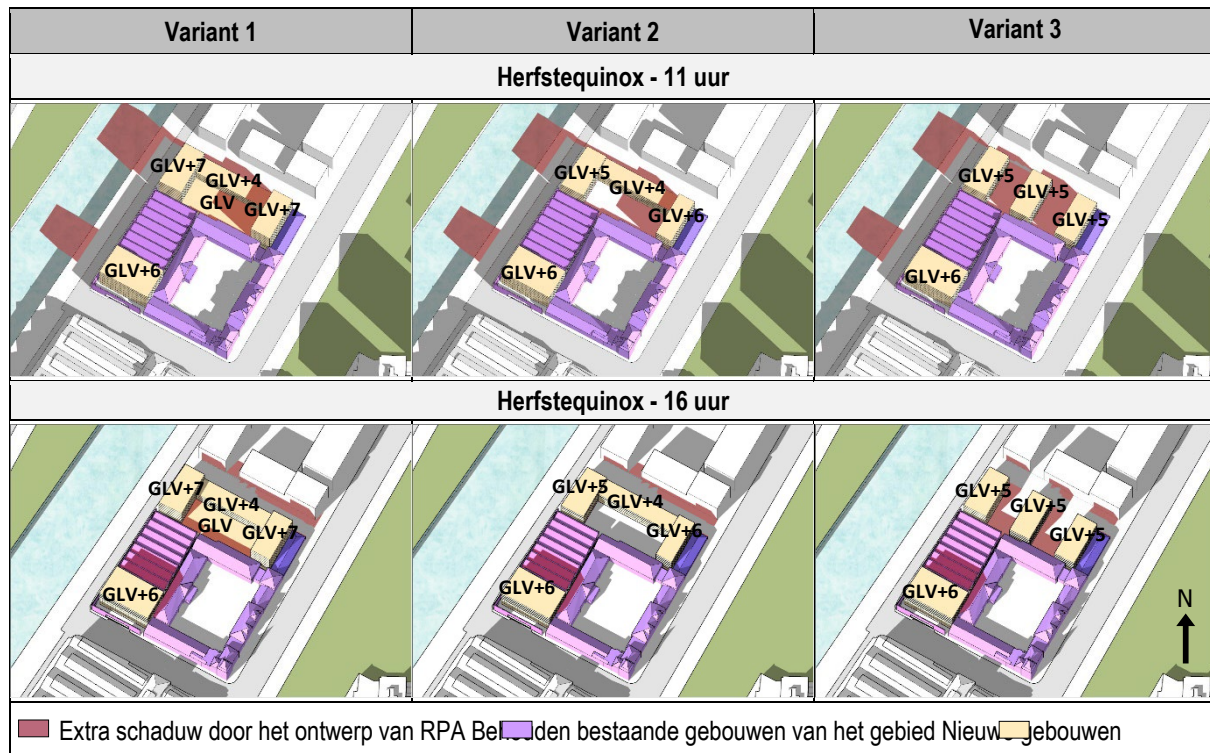 Variant 1 Variant 2 Variant 3
Herfstequinox - 11 uur
GLV+7
GLV+4
GLV
GLV+7
GLV+6
GLV+5
GLV+4
GLV+6
GLV+6
GLV+5
GLV+5
GLV+5
GLV+6
Herfstequinox - 16 uur
GLV+7
GLV+4
GLV
GLV+7
GLV+6
GLV+5
GLV+4
GLV+6
GLV+6
GLV+5
GLV+5
GLV+5
GLV+6
N
Extra schaduw door het ontwerp van RPA Behouden bestaande gebouwen van het gebied Nieuwe gebouwen